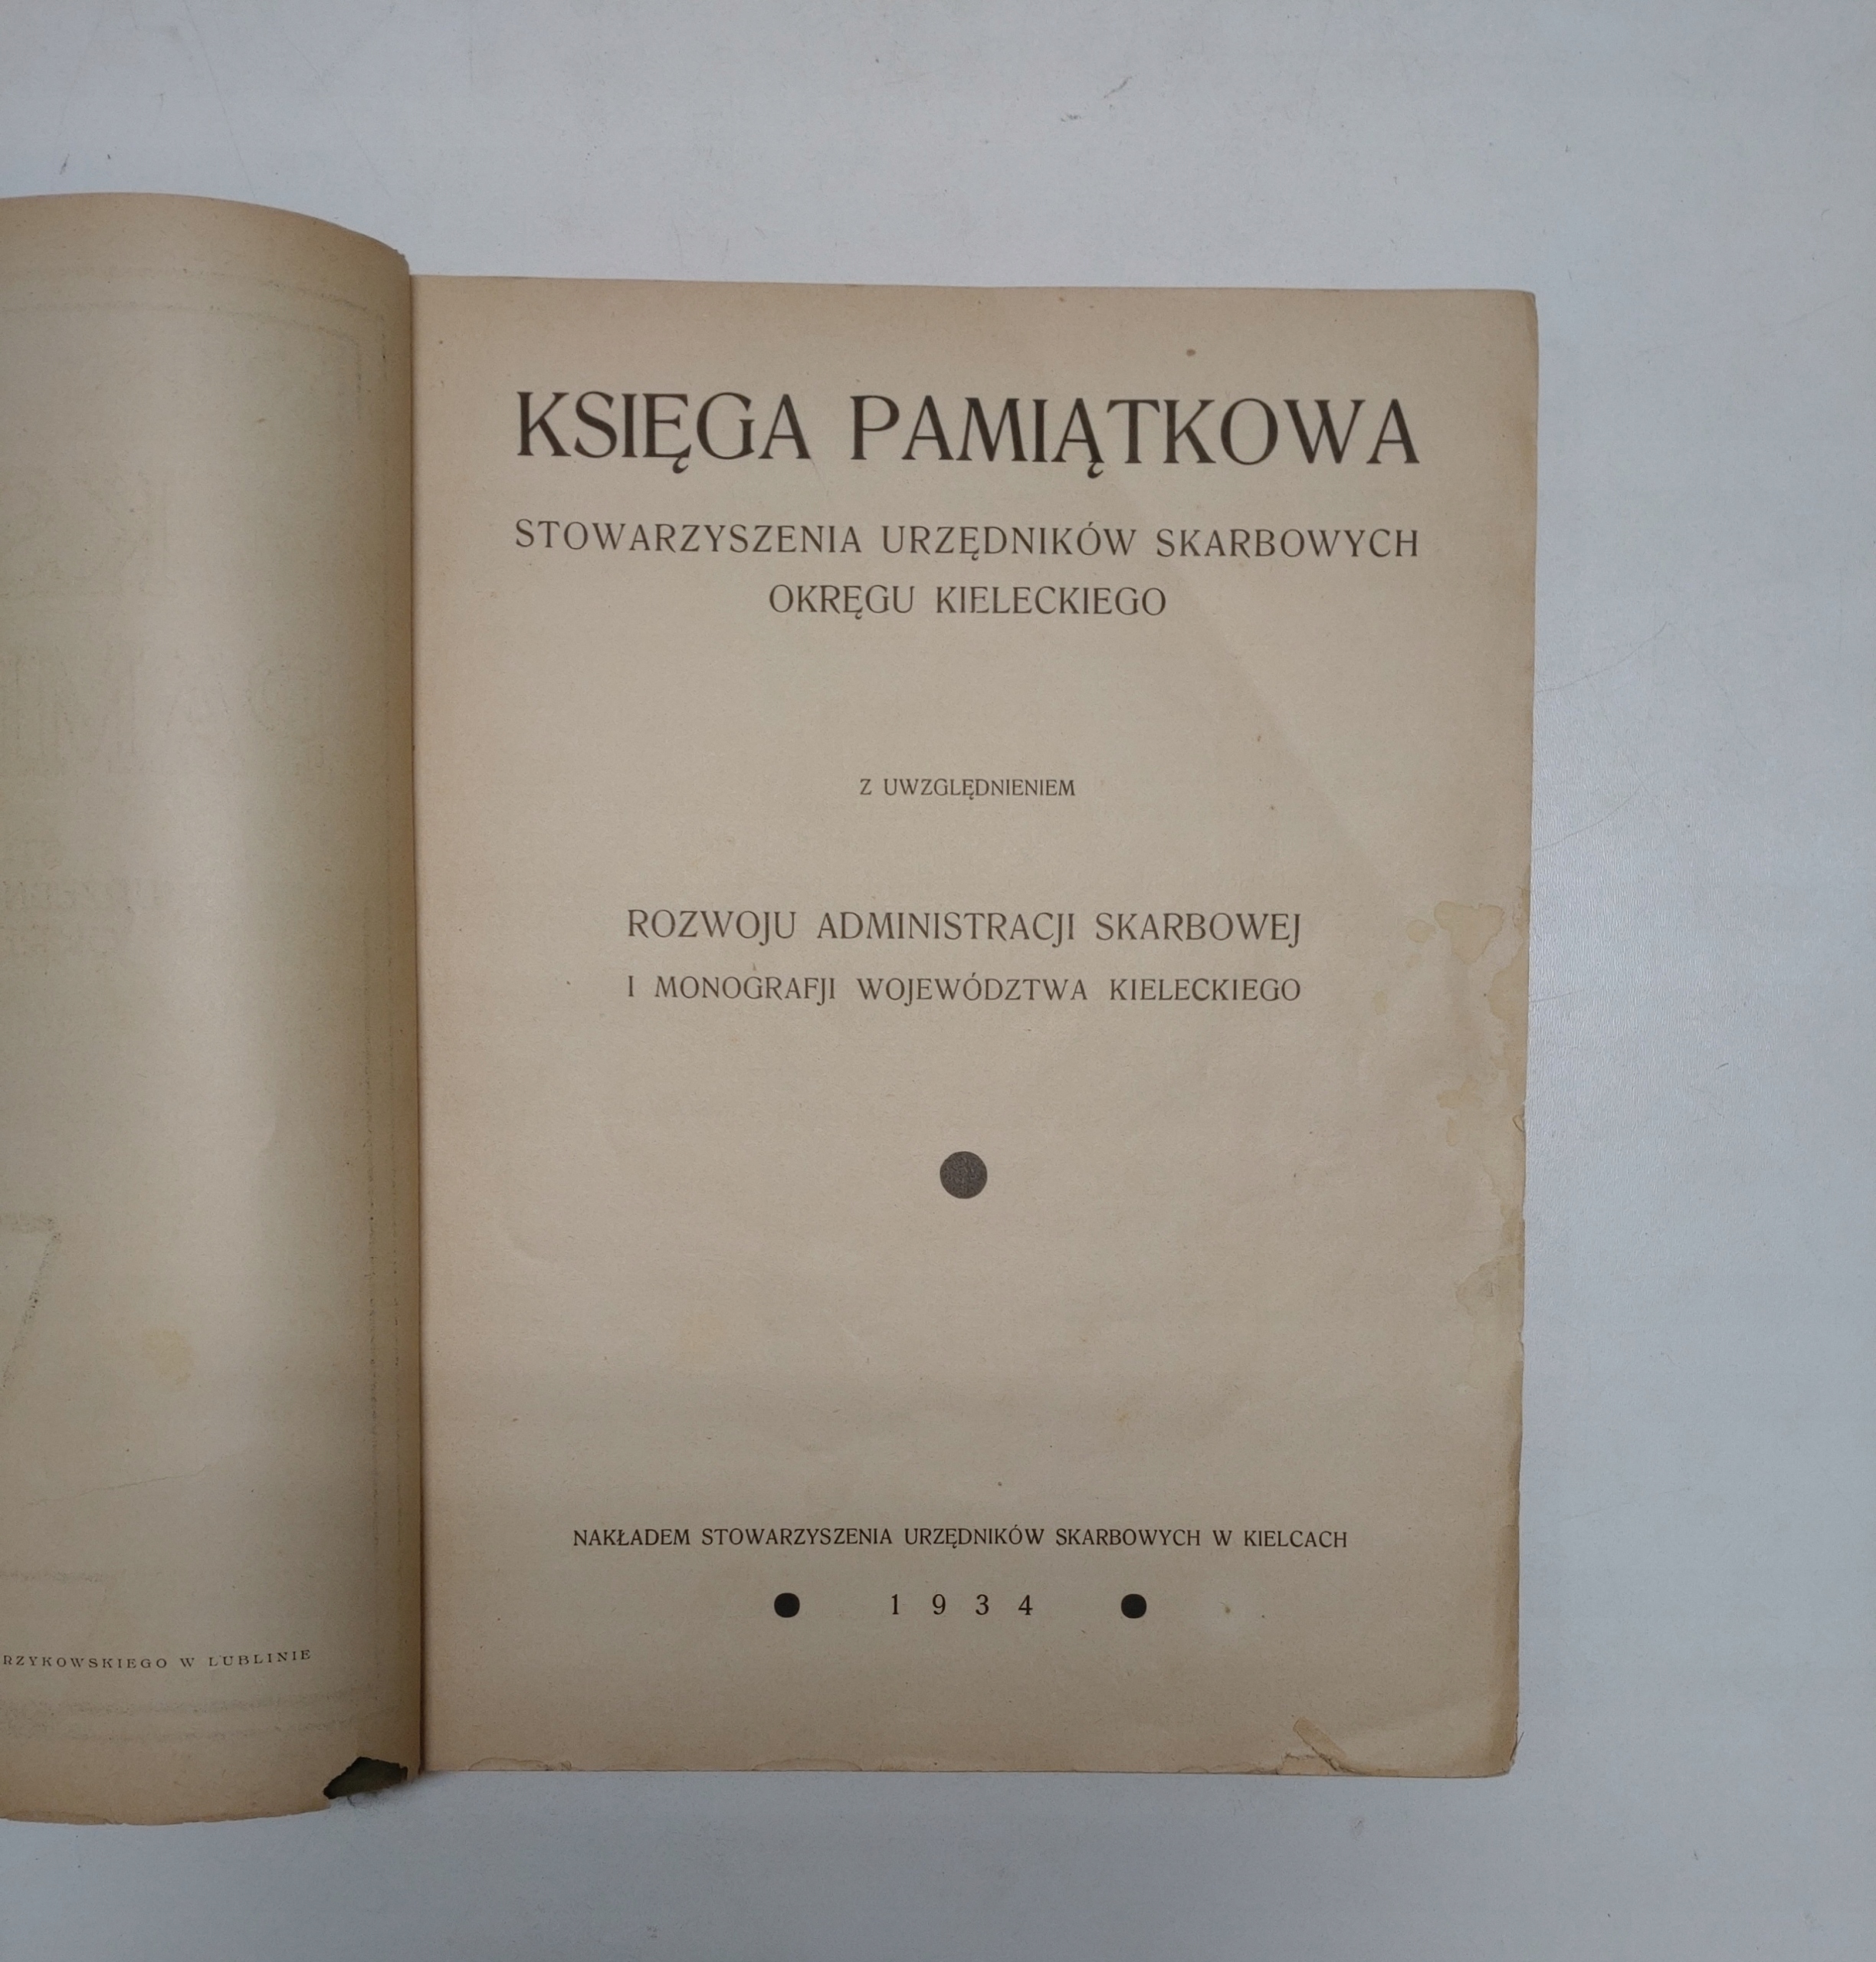 KSIĘGA PAMIĄTKOWA
STOWARZYSZENIA URZĘDNIKÓW SKARBOWYCH
OKRĘGU KIELECKIEGO
Z UWZGLĘDNIENIEM
ROZWOJU ADMINISTRACJI SKARBOWEJ
I MONOGRAFJI WOJEWÓDZTWA KIELECKIEGO
NAKŁADEM STOWARZYSZENIA URZĘDNIKÓW SKARBOWYCH W KIELCACH
1934
RZYKOWSKIEGO W LUBLINIE